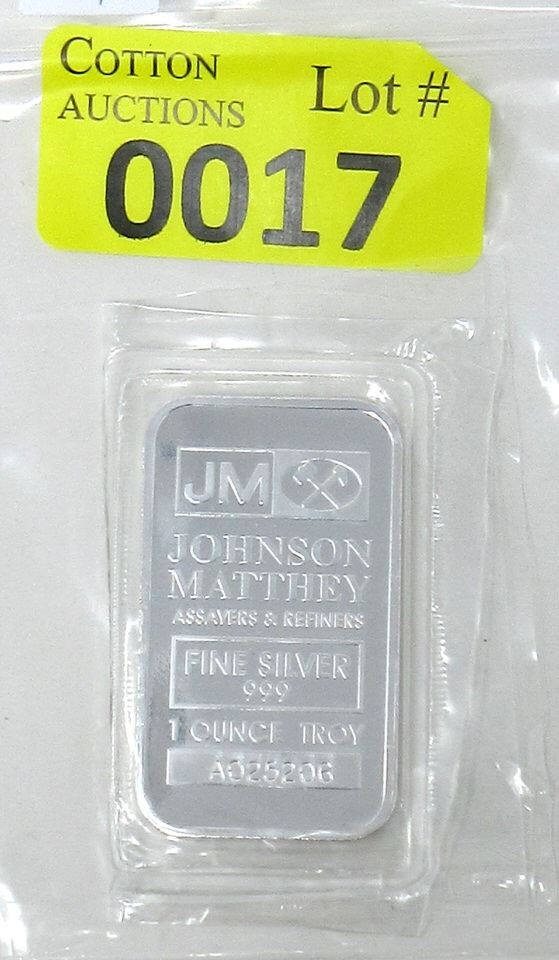 COTTON
AUCTIONS
Lot #
0017
JM
JOHNSON
MATTHEY
ASSAYERS & REFINERS
FINE SILVER
999
1 OUNCE TROY
A025206